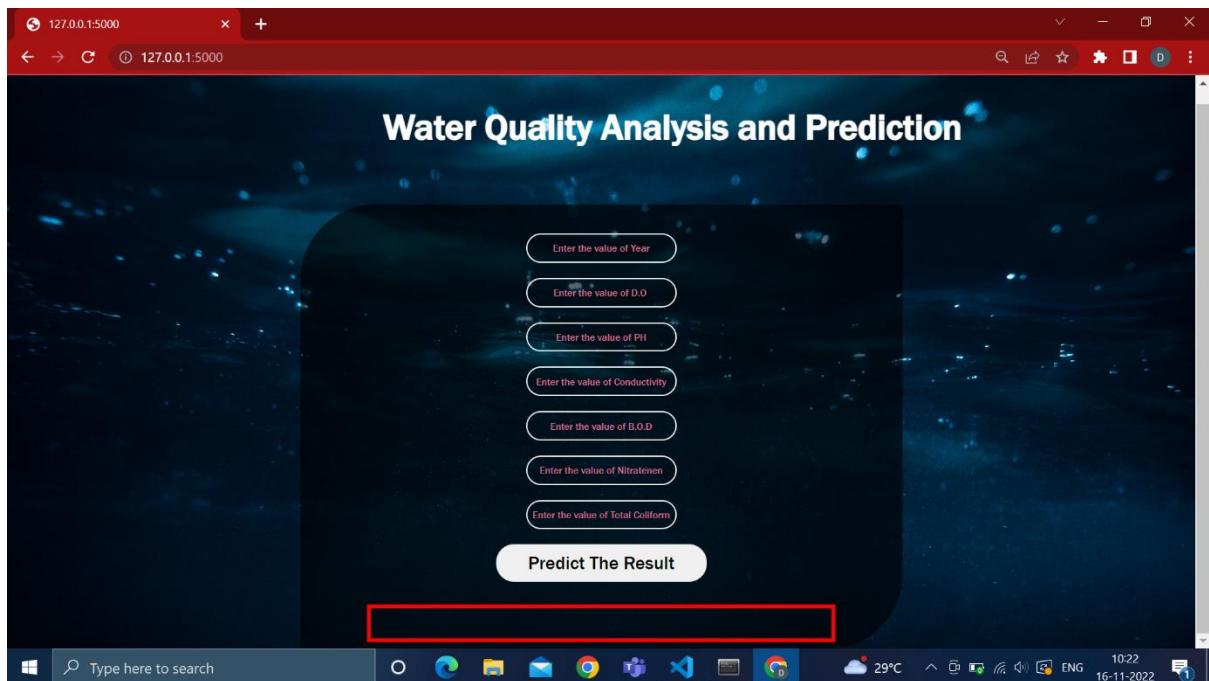 127.0.0.1:5000
127.0.0.1:5000
D
Water Quality Analysis and Prediction
Enter the value of Year
Enter the value of D.O
Enter the value of PH
Enter the value of Conductivity
Enter the value of B.O.D
Enter the value of Nitratenen
Enter the value of Total Coliform
Predict The Result
Type here to search
29°C
ENG
10:22
16-11-2022
1